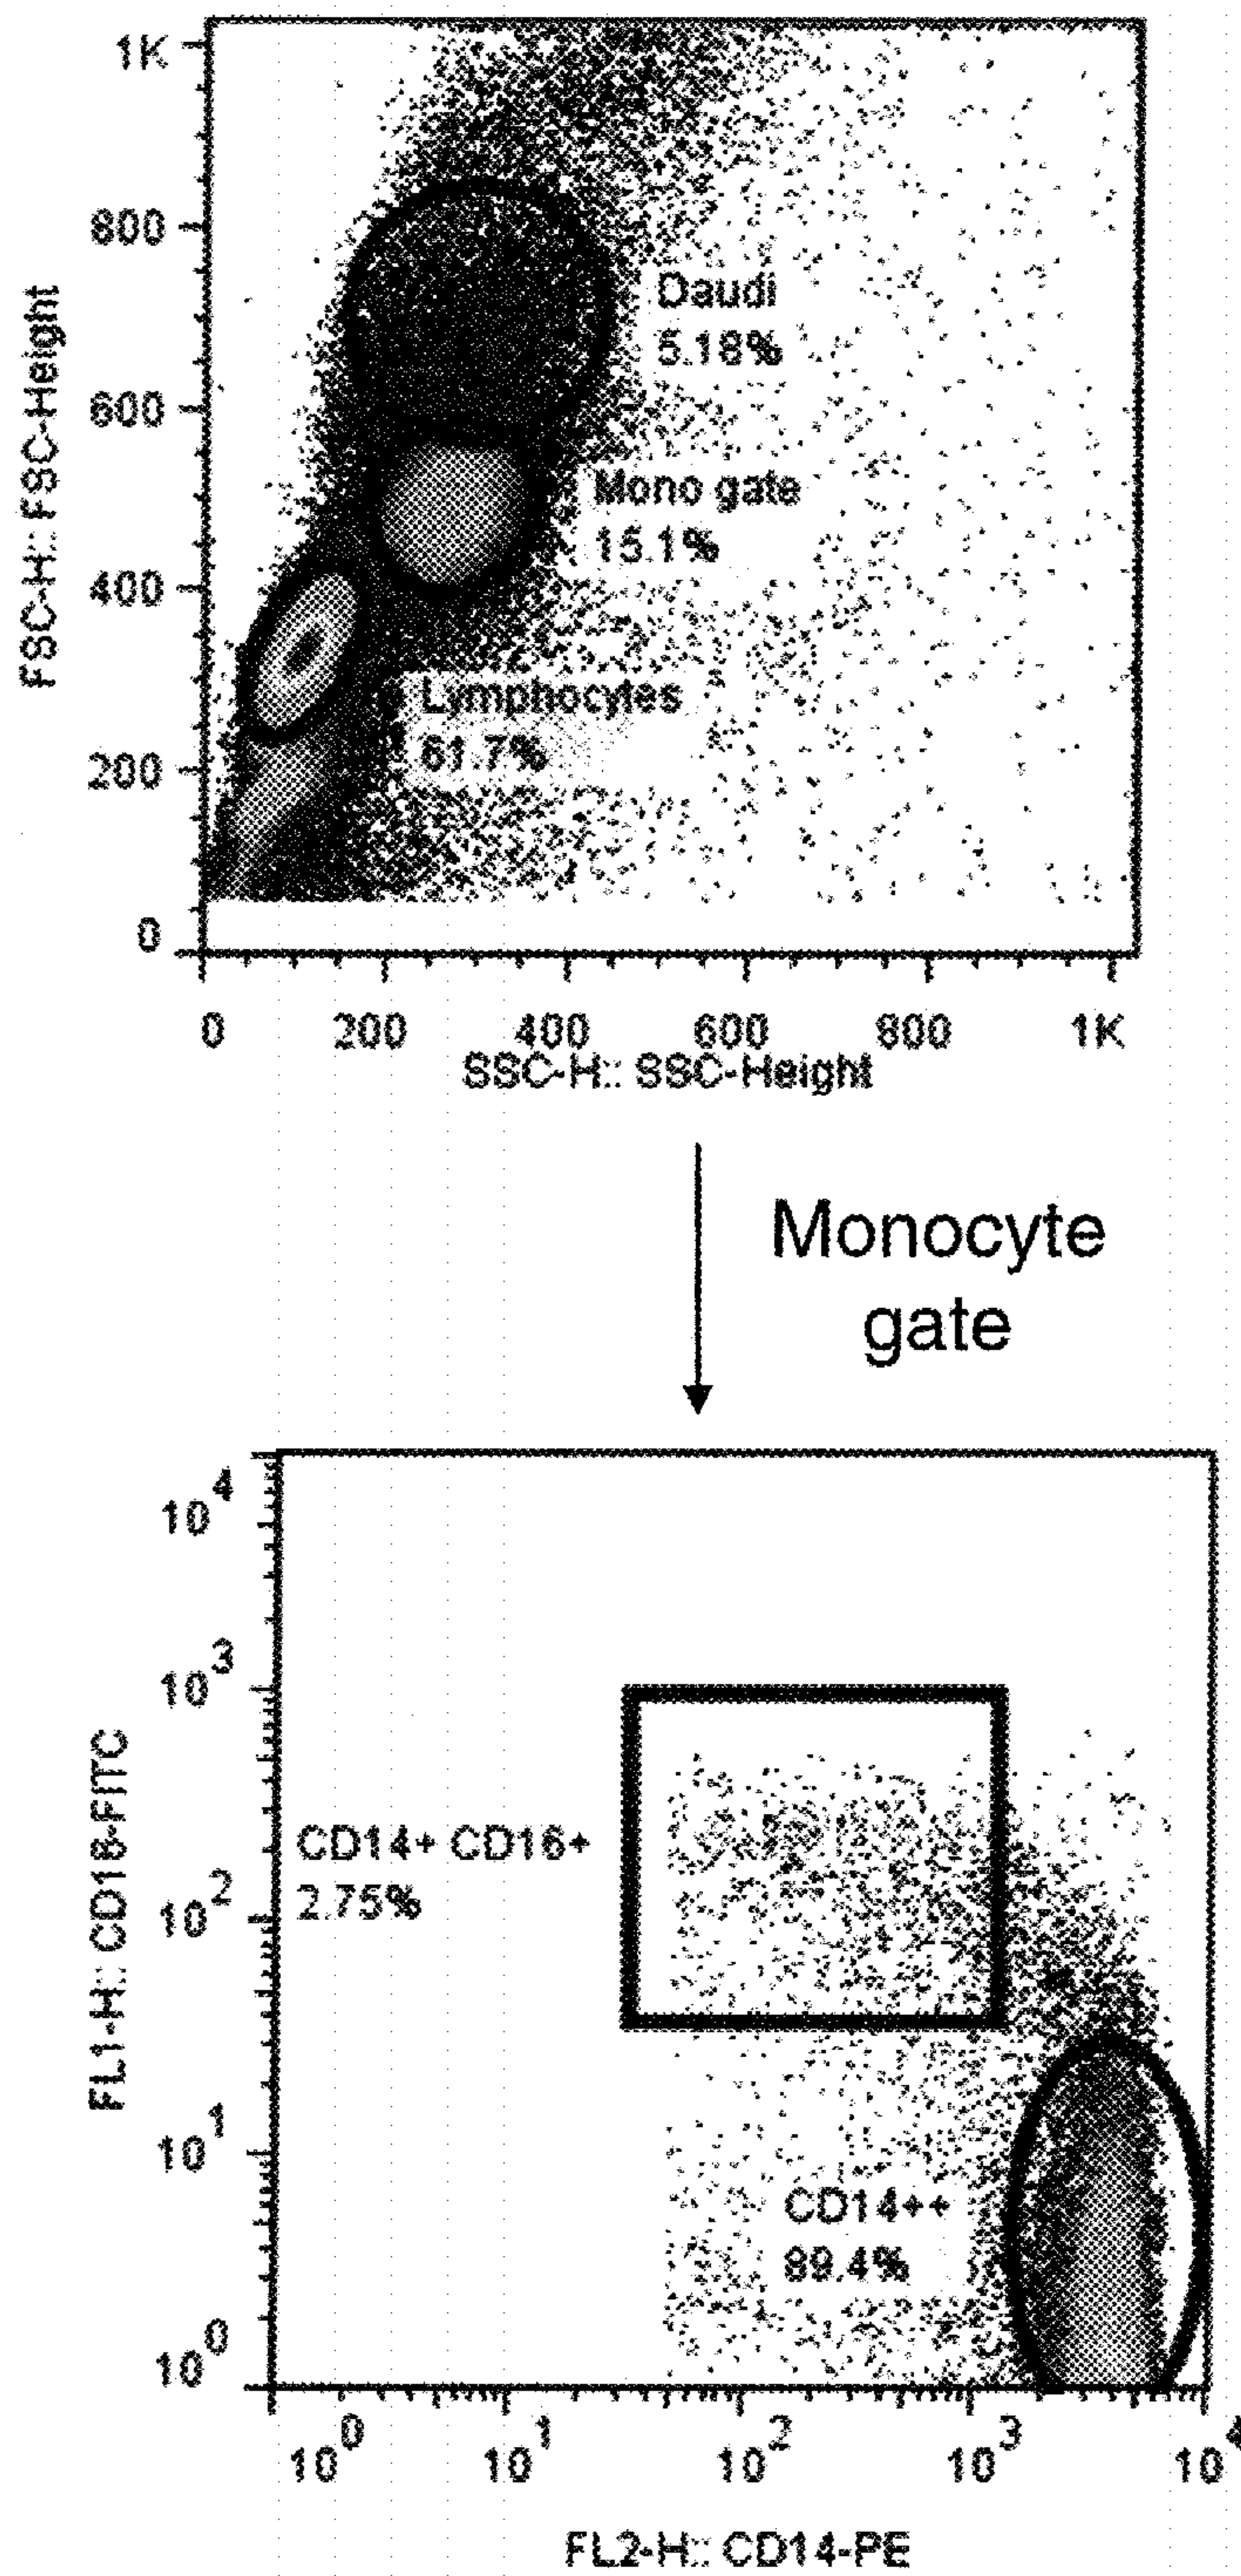 1K
800
600
400
200
0
FSC-H:: FSC-Height
Daudi
5.18%
Mono gate
15.1%
Lymphocytes
61.7%
0 200 400 600 800 1K
SSC-H:: SSC-Height
Monocyte
gate
10^4
10^3
10^2
10^1
10^0
FL1-H:: CD16-FITC
CD14+ CD16+
2.75%
CD14++
89.4%
10^0 10^1 10^2 10^3 10^4
FL2-H:: CD14-PE